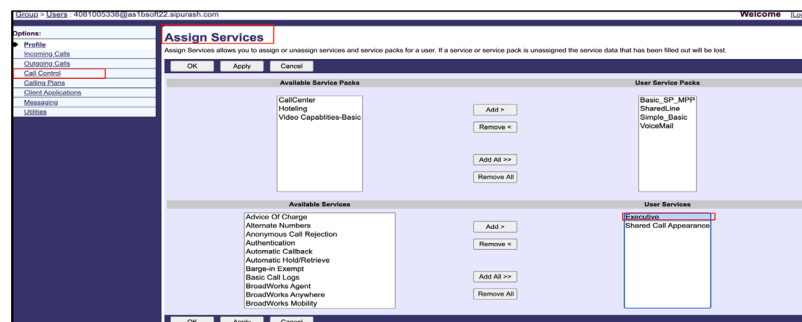 Group > Users : 4081005338@as1bsoft22.sipurash.com
Welcome
Options:
Profile
Incoming Calls
Outgoing Calls
Call Control
Calling Plans
Client Applications
Messaging
Utilities
Assign Services
Assign Services allows you to assign or unassign services and service packs for a user. If a service or service pack is unassigned the service data that has been filled out will be lost.
OK Apply Cancel
Available Service Packs
User Service Packs
CallCenter
Hoteling
Video Capablities-Basic
Add >
Remove <
Add All >>
Remove All
Basic_SP_MPP
SharedLine
Simple_Basic
VoiceMail
Available Services
User Services
Advice Of Charge
Alternate Numbers
Anonymous Call Rejection
Authentication
Automatic Callback
Automatic Hold/Retrieve
Barge-in Exempt
Basic Call Logs
BroadWorks Agent
BroadWorks Anywhere
BroadWorks Mobility
Add >
Remove <
Add All >>
Remove All
Executive
Shared Call Appearance
OK Apply Cancel